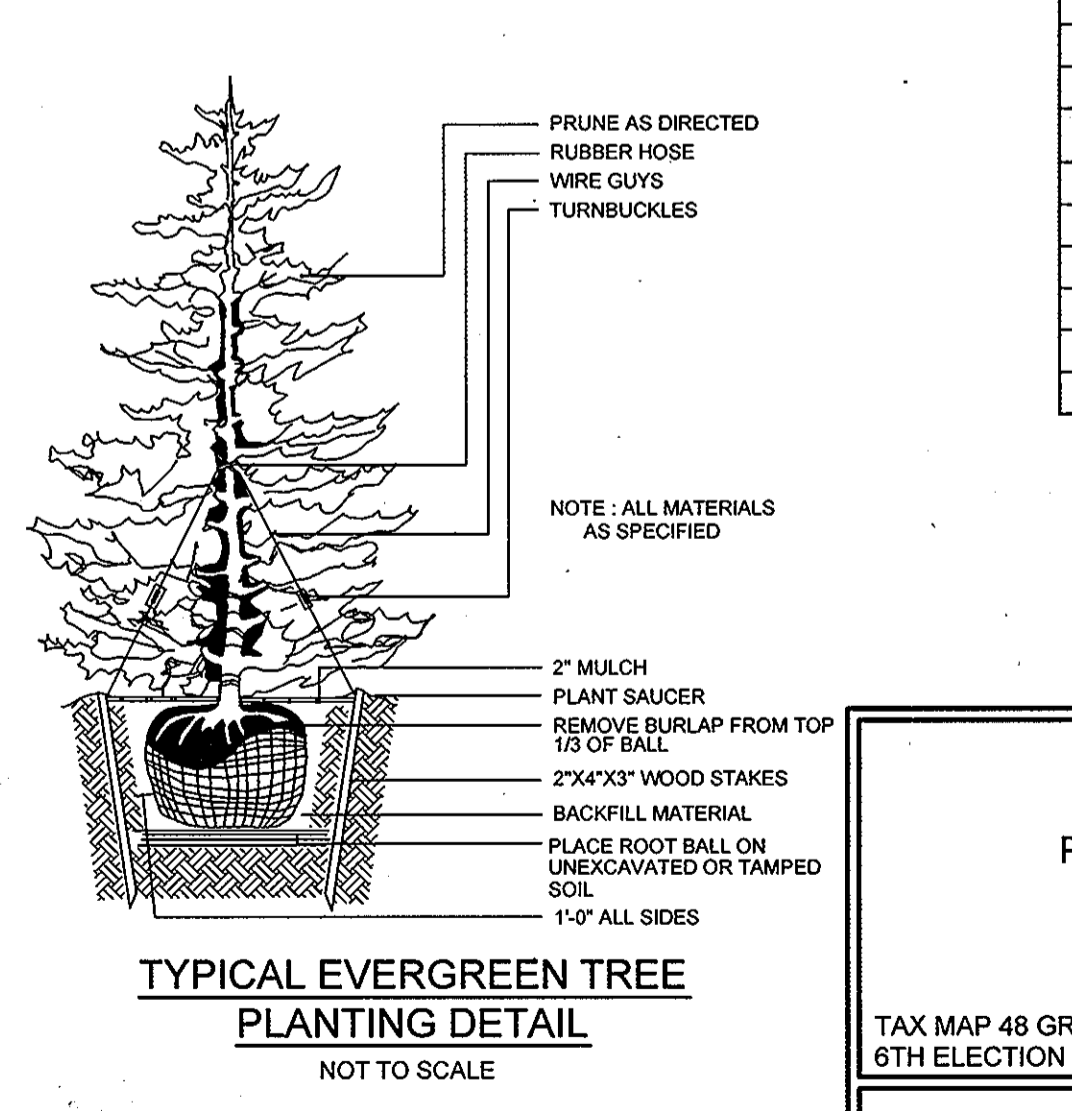 PRUNE AS DIRECTED
RUBBER HOSE
WIRE GUYS
TURNBUCKLES
NOTE : ALL MATERIALS
AS SPECIFIED
2" MULCH
PLANT SAUCER
REMOVE BURLAP FROM TOP
1/3 OF BALL
2"X4"X3" WOOD STAKES
BACKFILL MATERIAL
PLACE ROOT BALL ON
UNEXCAVATED OR TAMPED
SOIL
1'-0" ALL SIDES
TYPICAL EVERGREEN TREE
PLANTING DETAIL
NOT TO SCALE
P
TAX MAP 48 GR
6TH ELECTION